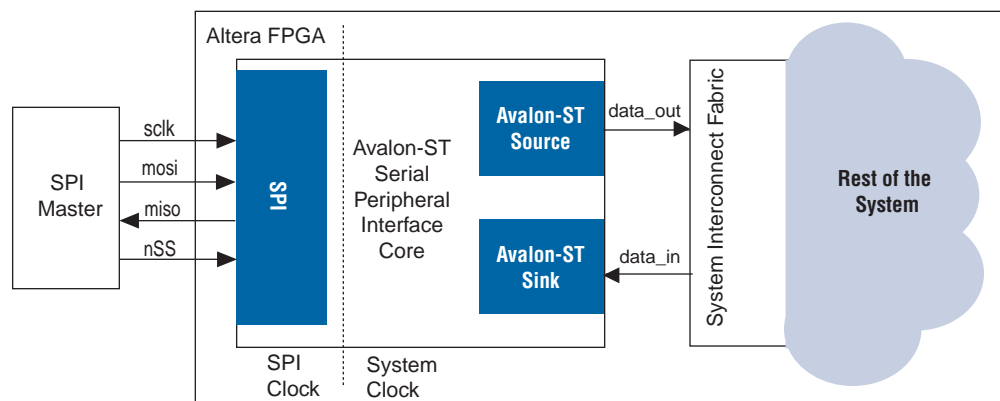 Altera FPGA
SPI
Master
sclk
mosi
miso
nSS
SPI
Avalon-ST
Serial
Peripheral
Interface
Core
Avalon-ST
Source
Avalon-ST
Sink
data_out
data_in
System Interconnect Fabric
Rest of the
System
SPI
Clock
System
Clock